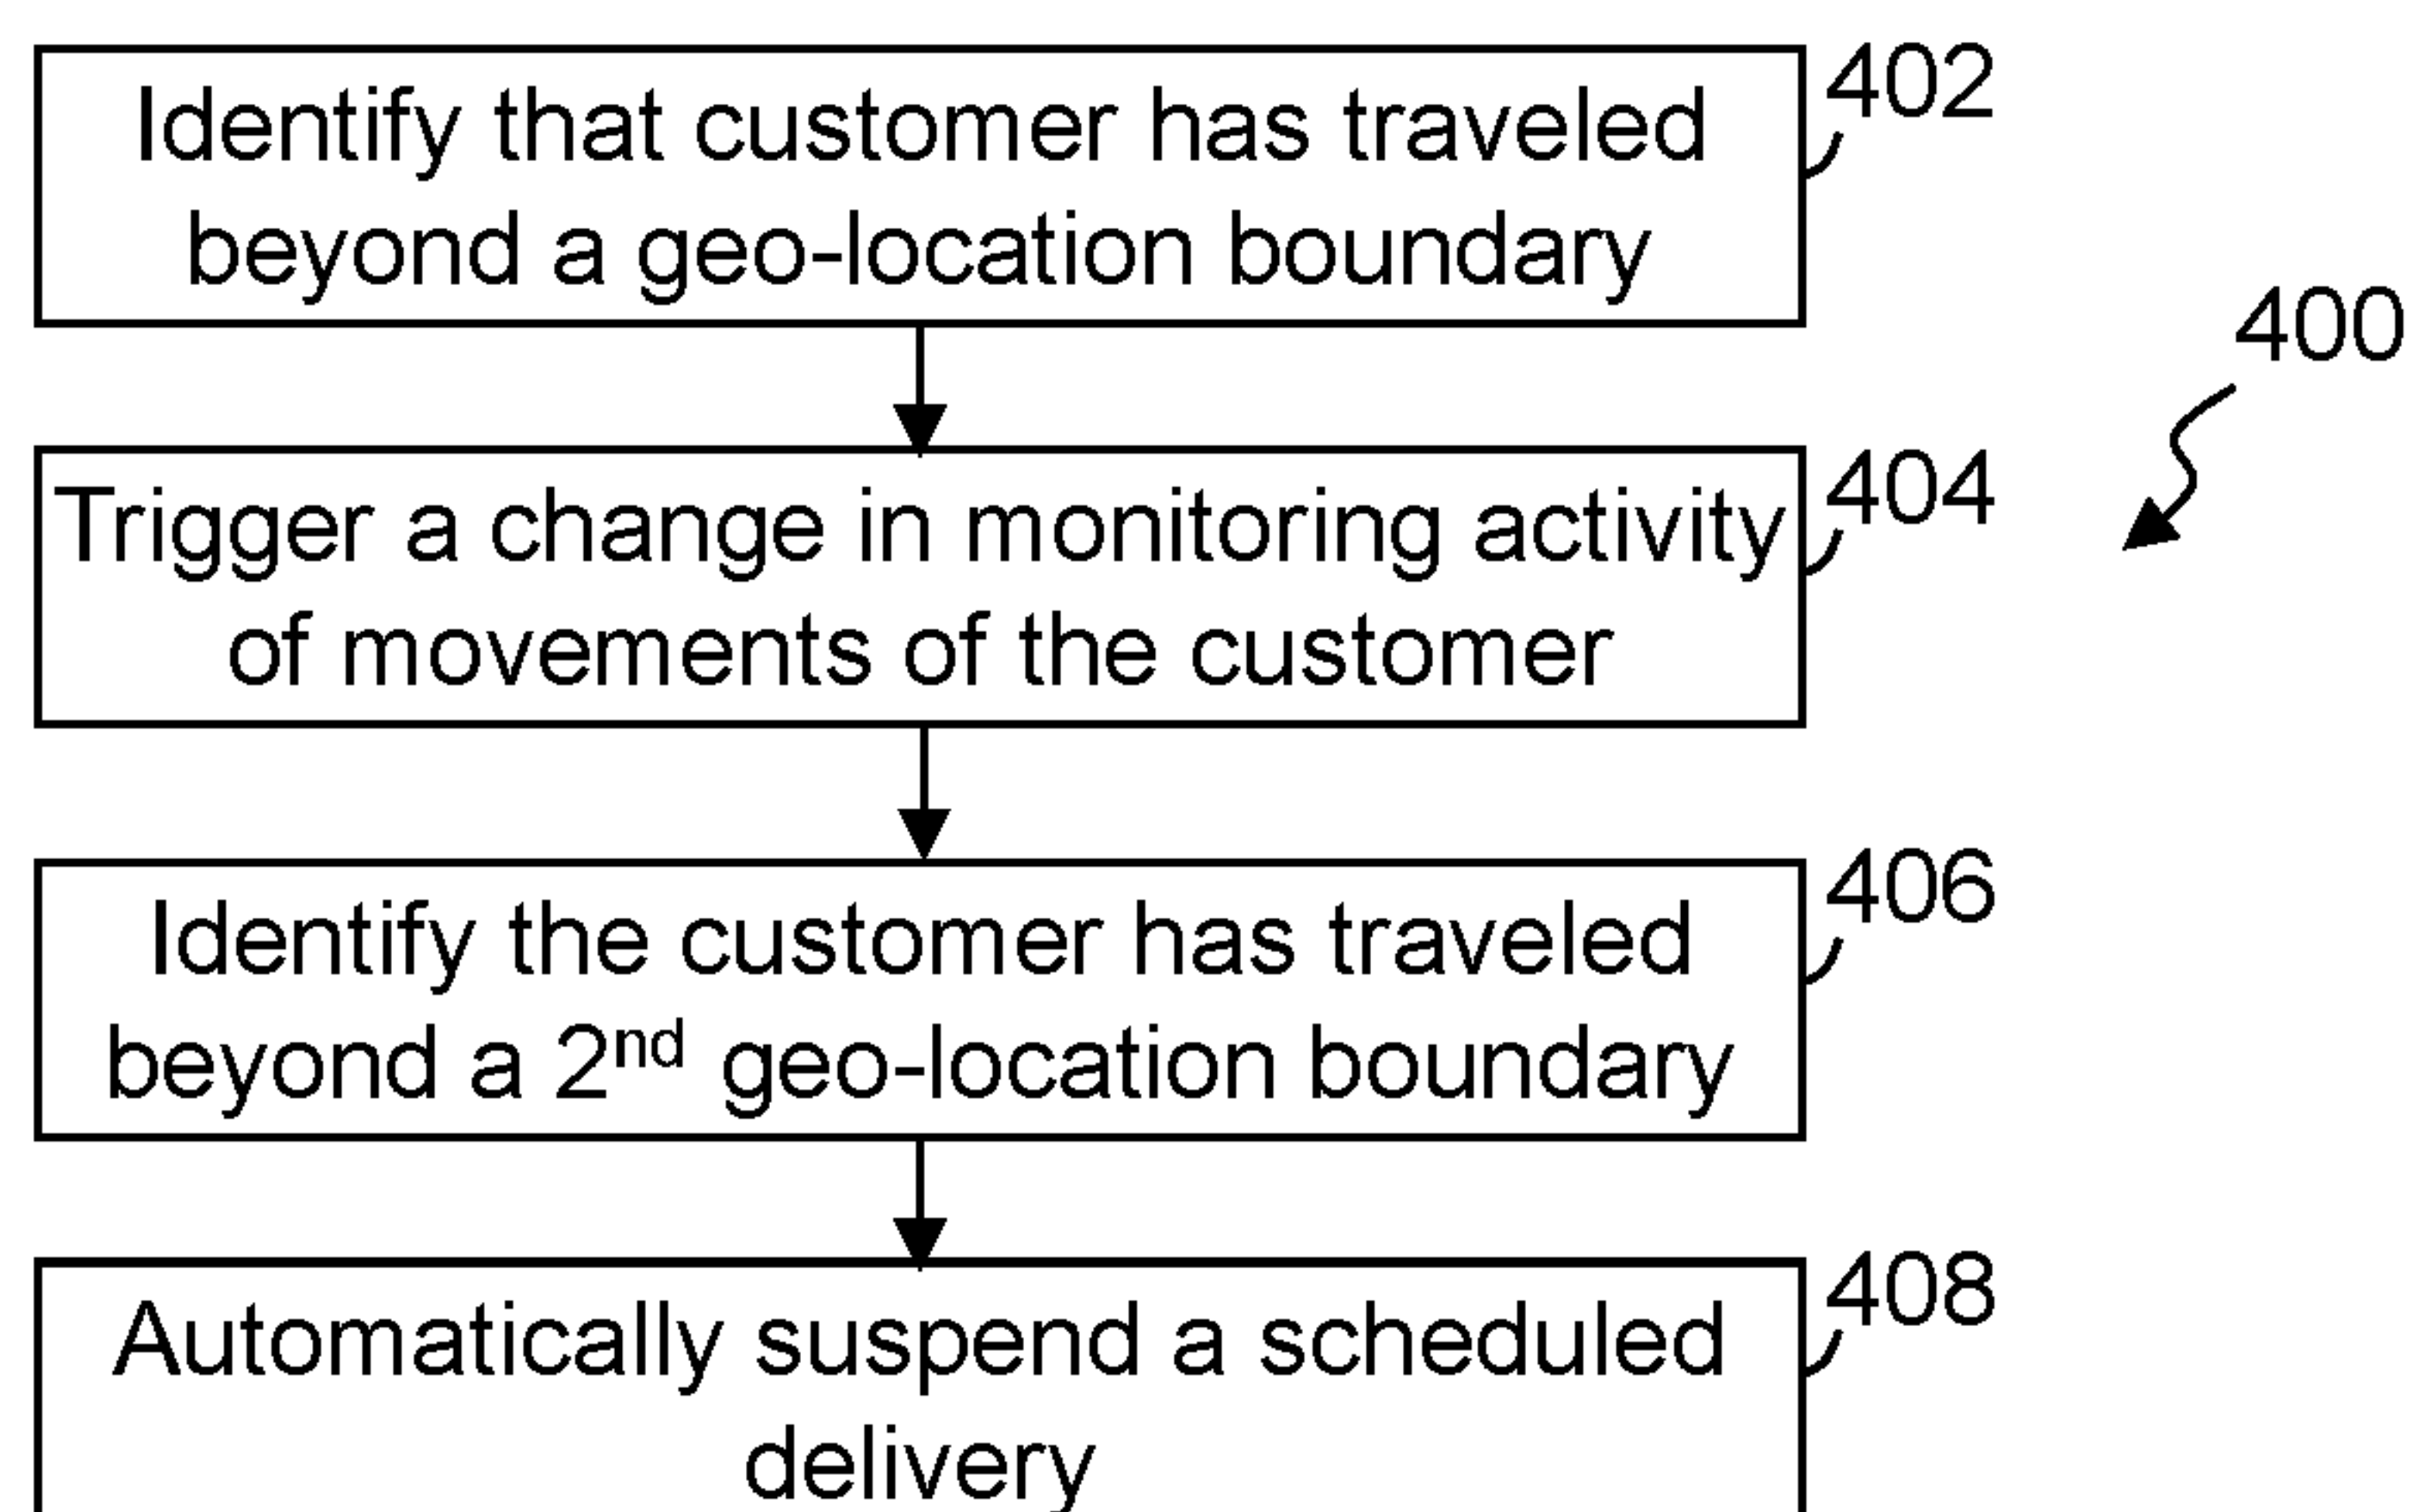 Identify that customer has traveled 402
beyond a geo-location boundary
400
Trigger a change in monitoring activity 404
of movements of the customer
Identify the customer has traveled 406
beyond a 2nd geo-location boundary
Automatically suspend a scheduled 408
delivery